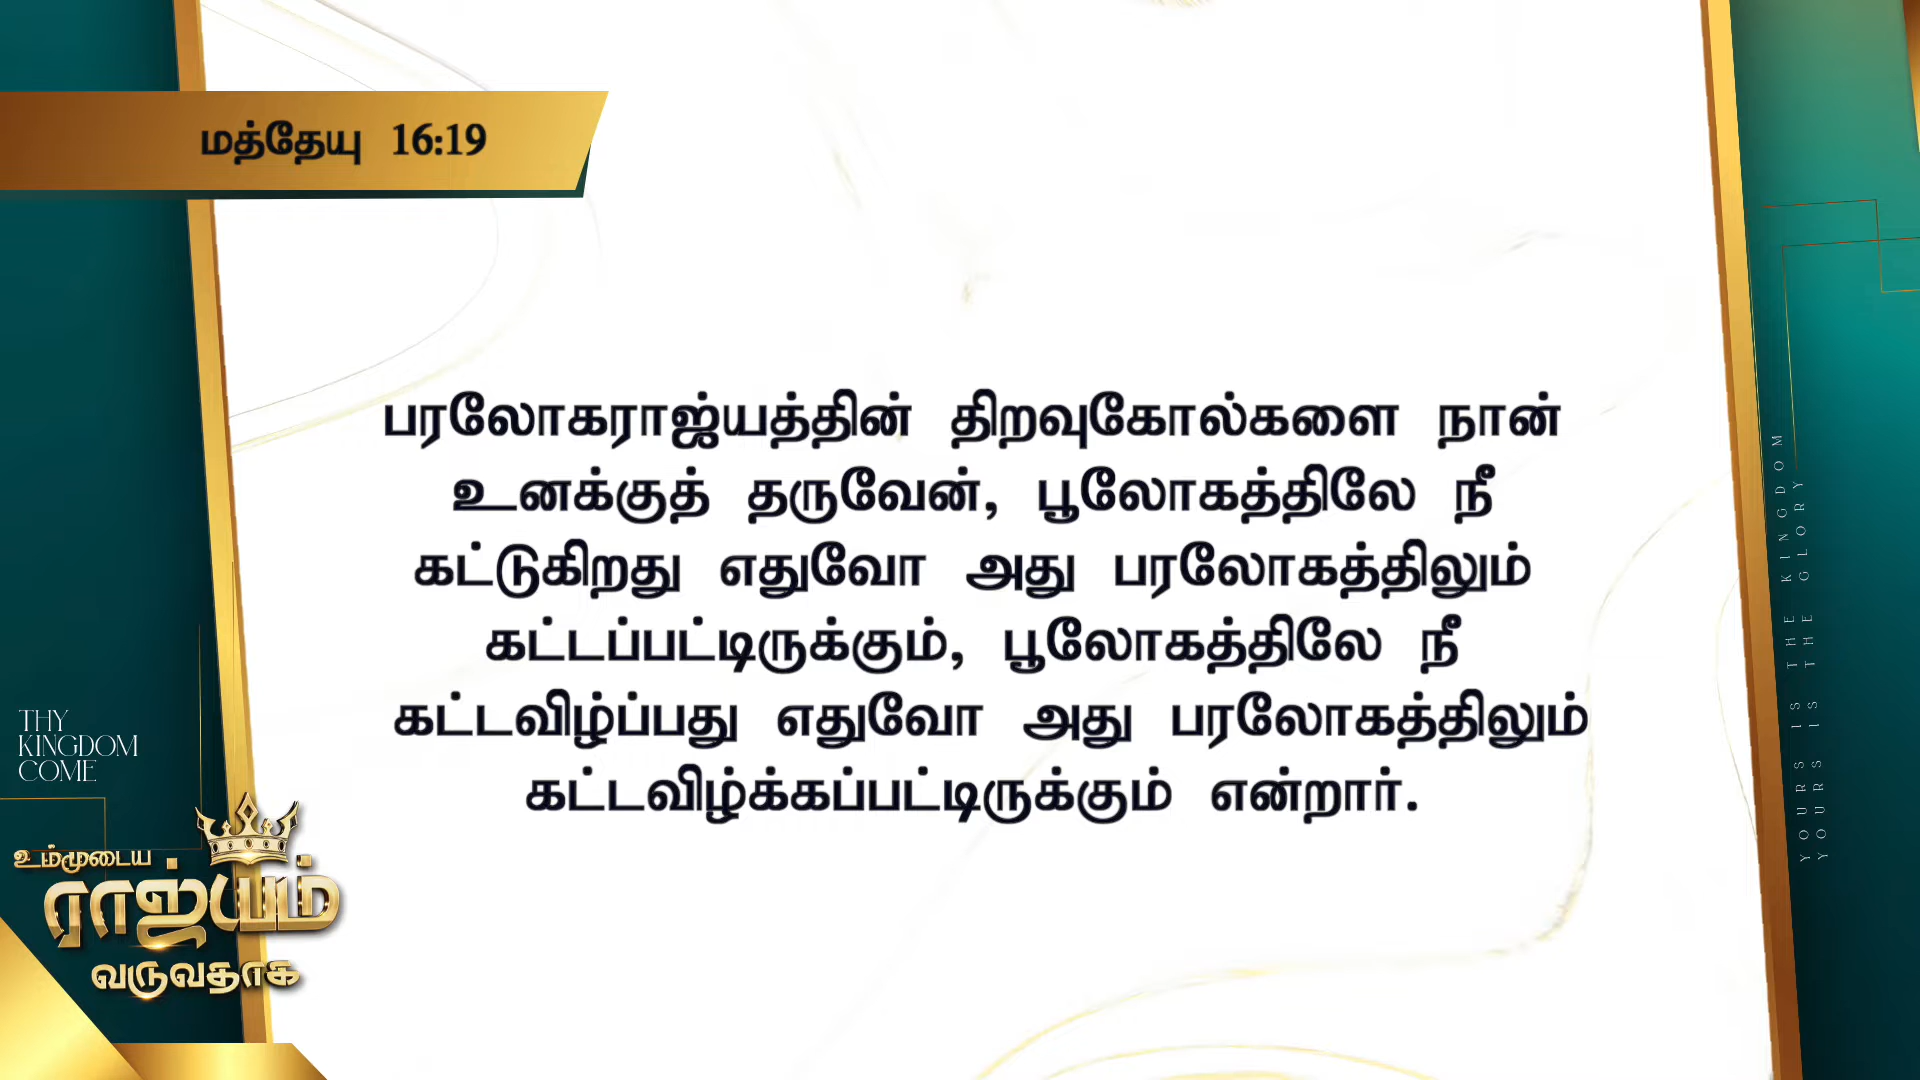 மத்தேயு 16:19
பரலோகராஜ்யத்தின் திறவுகோல்களை நான்
உனக்குத் தருவேன், பூலோகத்திலே நீ
கட்டுகிறது எதுவோ அது பரலோகத்திலும்
கட்டப்பட்டிருக்கும், பூலோகத்திலே நீ
கட்டவிழ்ப்பது எதுவோ அது பரலோகத்திலும்
கட்டவிழ்க்கப்பட்டிருக்கும் என்றார்.
THY
KINGDOM
COME
உம்முடைய
ராஜ்யம்
வருவதாக
YOURS IS THE KINGDOM
YOURS IS THE GLORY